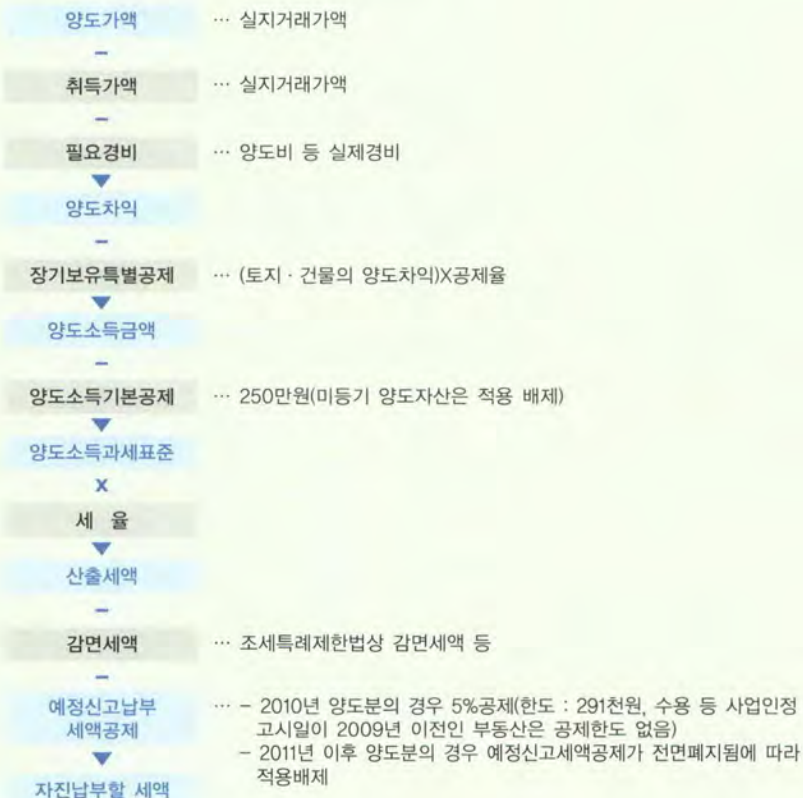 양도가액 … 실지거래가액
−
취득가액 … 실지거래가액
−
필요경비 … 양도비 등 실제경비
▼
양도차익
−
장기보유특별공제 … (토지 · 건물의 양도차익)X공제율
▼
양도소득금액
−
양도소득기본공제 … 250만원(미등기 양도자산은 적용 배제)
▼
양도소득과세표준
X
세 율
▼
산출세액
−
감면세액 … 조세특례제한법상 감면세액 등
−
예정신고납부 … − 2010년 양도분의 경우 5%공제(한도 : 291천원, 수용 등 사업인정
세액공제 고시일이 2009년 이전인 부동산은 공제한도 없음)
▼ − 2011년 이후 양도분의 경우 예정신고세액공제가 전면폐지됨에 따라
자진납부할 세액 적용배제